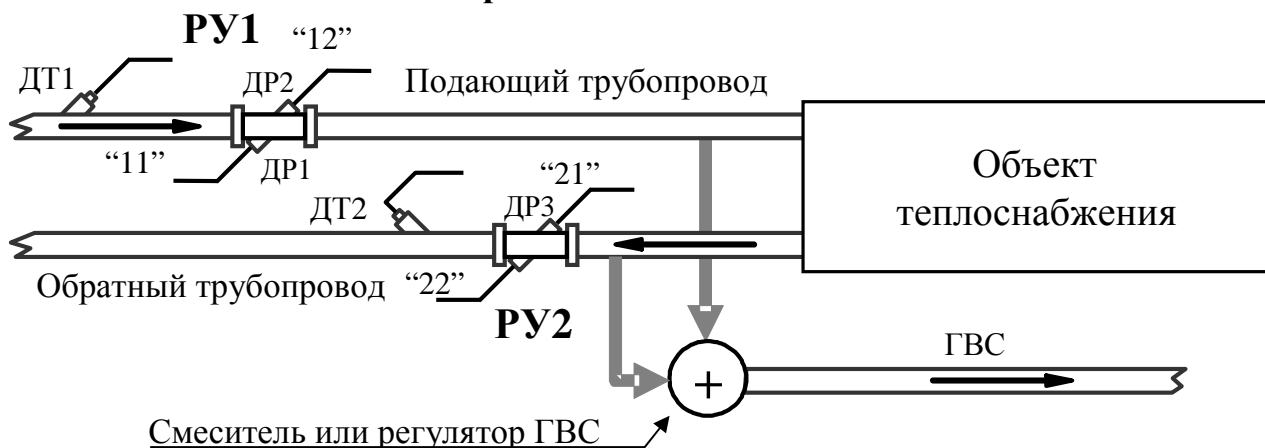 РУ1
“12”
ДТ1
ДР2
Подающий трубопровод
“11”
ДР1
“21”
Объект
теплоснабжения
ДТ2
ДР3
Обратный трубопровод
“22”
РУ2
ГВС
+
Смеситель или регулятор ГВС